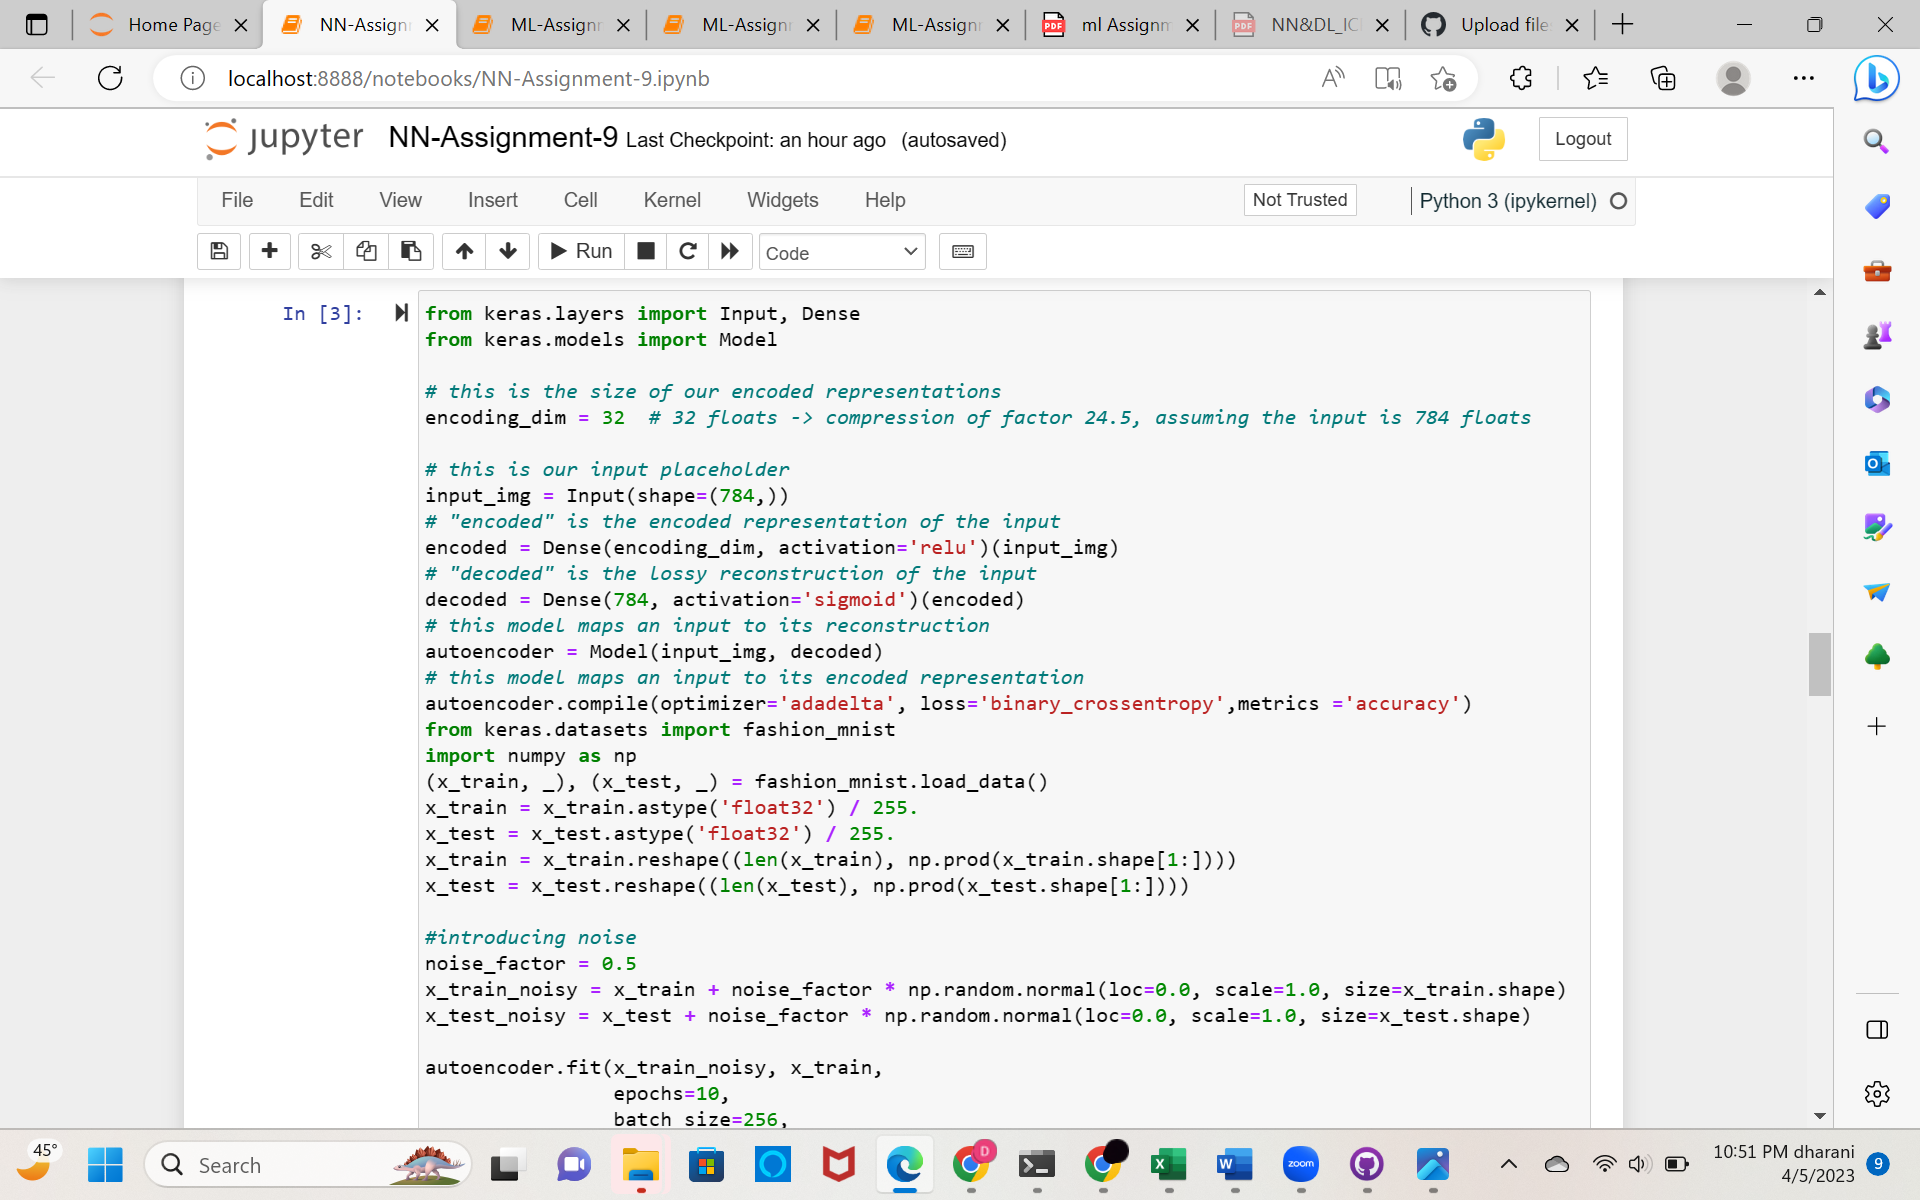 Home Page
NN-Assignm
ML-Assignm
ML-Assignm
ML-Assignm
ml Assignm
NN&DL_IC
Upload file
localhost:8888/notebooks/NN-Assignment-9.ipynb
jupyter NN-Assignment-9 Last Checkpoint: an hour ago (autosaved)
Logout
File Edit View Insert Cell Kernel Widgets Help
Not Trusted
Python 3 (ipykernel)
Run
Code
In [3]:
from keras.layers import Input, Dense
from keras.models import Model
# this is the size of our encoded representations
encoding_dim = 32  # 32 floats -> compression of factor 24.5, assuming the input is 784 floats
# this is our input placeholder
input_img = Input(shape=(784,))
# "encoded" is the encoded representation of the input
encoded = Dense(encoding_dim, activation='relu')(input_img)
# "decoded" is the lossy reconstruction of the input
decoded = Dense(784, activation='sigmoid')(encoded)
# this model maps an input to its reconstruction
autoencoder = Model(input_img, decoded)
# this model maps an input to its encoded representation
autoencoder.compile(optimizer='adadelta', loss='binary_crossentropy',metrics ='accuracy')
from keras.datasets import fashion_mnist
import numpy as np
(x_train, _), (x_test, _) = fashion_mnist.load_data()
x_train = x_train.astype('float32') / 255.
x_test = x_test.astype('float32') / 255.
x_train = x_train.reshape((len(x_train), np.prod(x_train.shape[1:])))
x_test = x_test.reshape((len(x_test), np.prod(x_test.shape[1:])))
#introducing noise
noise_factor = 0.5
x_train_noisy = x_train + noise_factor * np.random.normal(loc=0.0, scale=1.0, size=x_train.shape)
x_test_noisy = x_test + noise_factor * np.random.normal(loc=0.0, scale=1.0, size=x_test.shape)
autoencoder.fit(x_train_noisy, x_train,
epochs=10,
batch_size=256,
45°
Search
zoom
10:51 PM dharani
4/5/2023
9